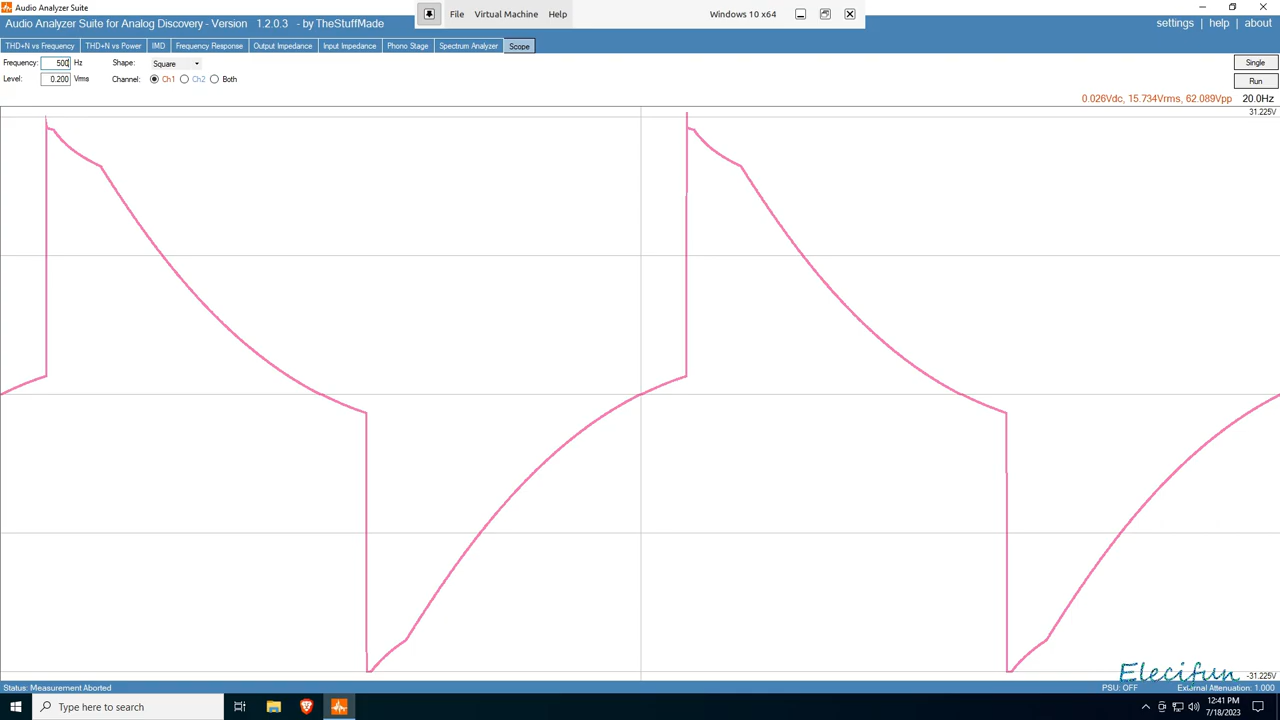 Audio Analyzer Suite
File Virtual Machine Help
Windows 10 x64
Audio Analyzer Suite for Analog Discovery - Version 1.2.0.3 - by TheStuffMade
settings | help | about
THD+N vs Frequency THD+N vs Power IMD Frequency Response Output Impedance Input Impedance Phono Stage Spectrum Analyzer Scope
Frequency: 500 Hz Shape: Square Single
Level: 0.200 Vrms Channel: Ch1 Ch2 Both Run
0.026Vdc, 15.734Vrms, 62.089Vpp 20.0Hz
31.225V
Elecifun
-31.225V
Status: Measurement Aborted PSU: OFF External Attenuation: 1.000
Type here to search
12:41 PM
7/18/2023